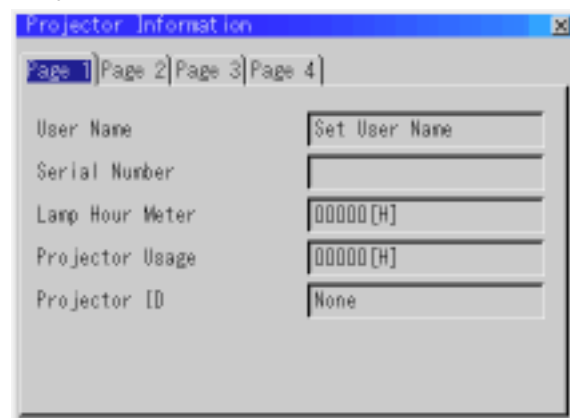 Projector Information
Page 1 Page 2 Page 3 Page 4
User Name Set User Name
Serial Number
Lamp Hour Meter 00000[H]
Projector Usage 00000[H]
Projector ID None